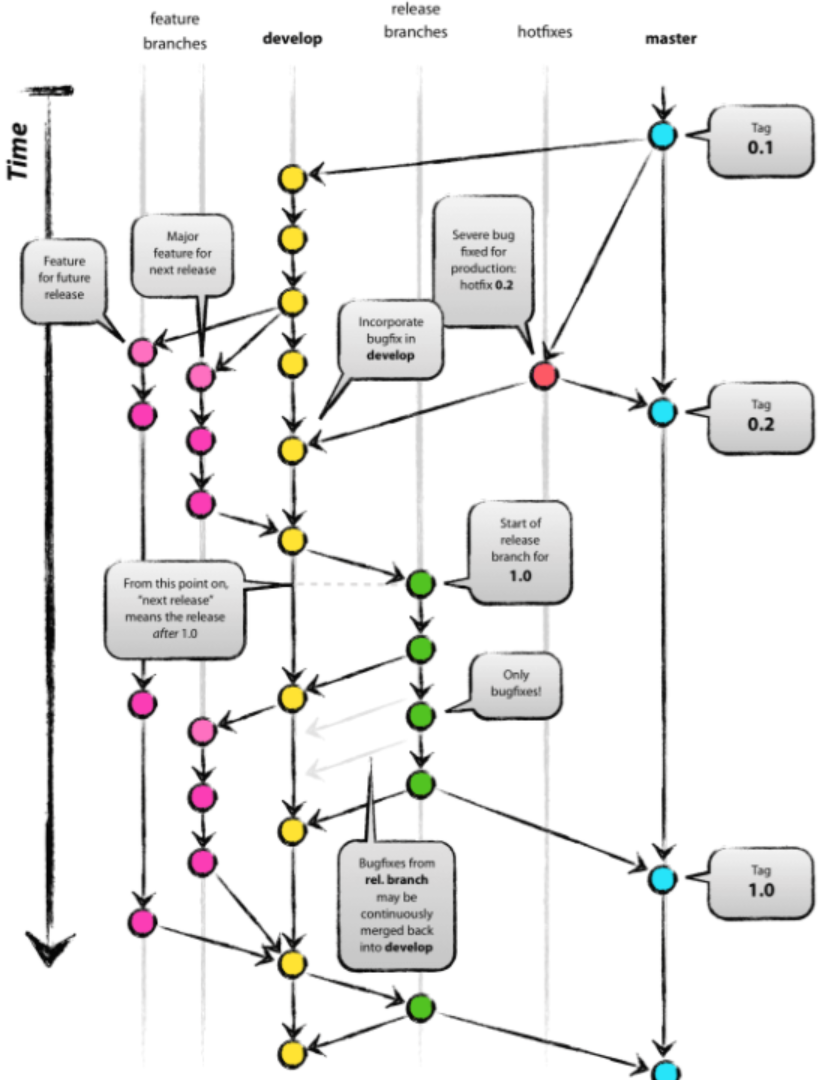 feature
branches
develop
release
branches
hotfixes
master
Time
Tag
0.1
Feature
for future
release
Major
feature for
next release
Severe bug
fixed for
production:
hotfix 0.2
Incorporate
bugfix in
develop
Tag
0.2
Start of
release
branch for
1.0
From this point on,
“next release”
means the release
after 1.0
Only
bugfixes!
Bugfixes from
rel. branch
may be
continuously
merged back
into develop
Tag
1.0